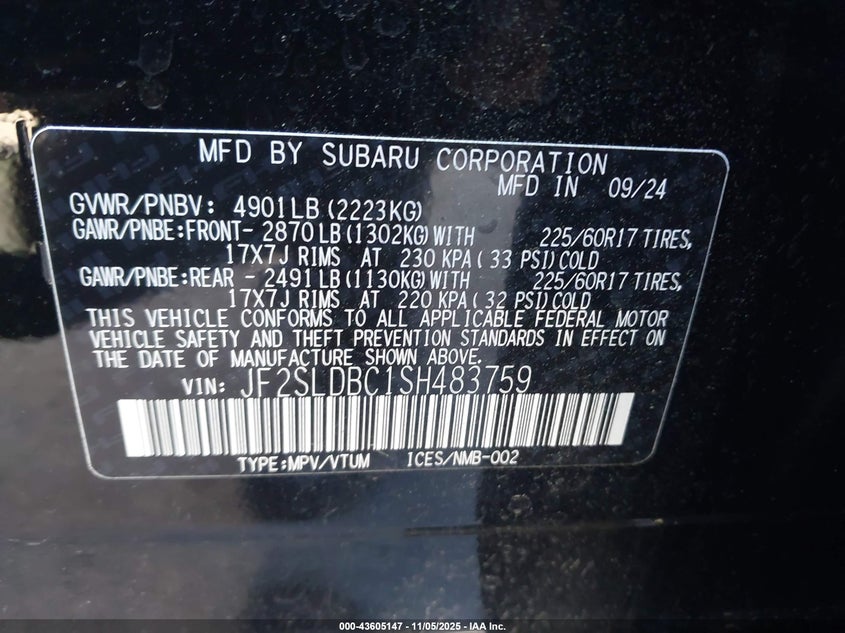 MFD BY SUBARU CORPORATION
MFD IN 09/24
GVWR/PNBV: 4901LB(2223KG)
GAWR/PNBE:FRONT- 2870LB(1302KG)WITH 225/60R17 TIRES,
17X7J RIMS AT 230 KPA( 33 PSI)COLD
GAWR/PNBE:REAR - 2491LB(1130KG)WITH 225/60R17 TIRES,
17X7J RIMS AT 220 KPA( 32 PSI)COLD
THIS VEHICLE CONFORMS TO ALL APPLICABLE FEDERAL MOTOR
VEHICLE SAFETY AND THEFT PREVENTION STANDARDS IN EFFECT ON
THE DATE OF MANUFACTURE SHOWN ABOVE.
VIN: JF2SLDBC1SH483759
TYPE:MPV/VTUM ICES/NMB-002
000-43605147 - 11/05/2025 - IAA Inc.